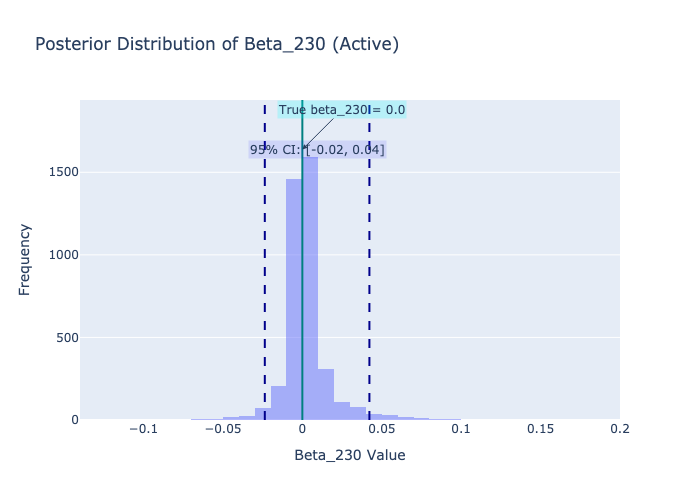 Posterior Distribution of Beta_230 (Active)
True beta_230 = 0.0
95% CI: [-0.02, 0.04]
1500
1000
500
0
Frequency
−0.1
−0.05
0
0.05
0.1
0.15
0.2
Beta_230 Value